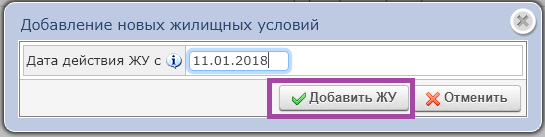 Добавление новых жилищных условий
Дата действия ЖУ с 11.01.2018
Добавить ЖУ Отменить